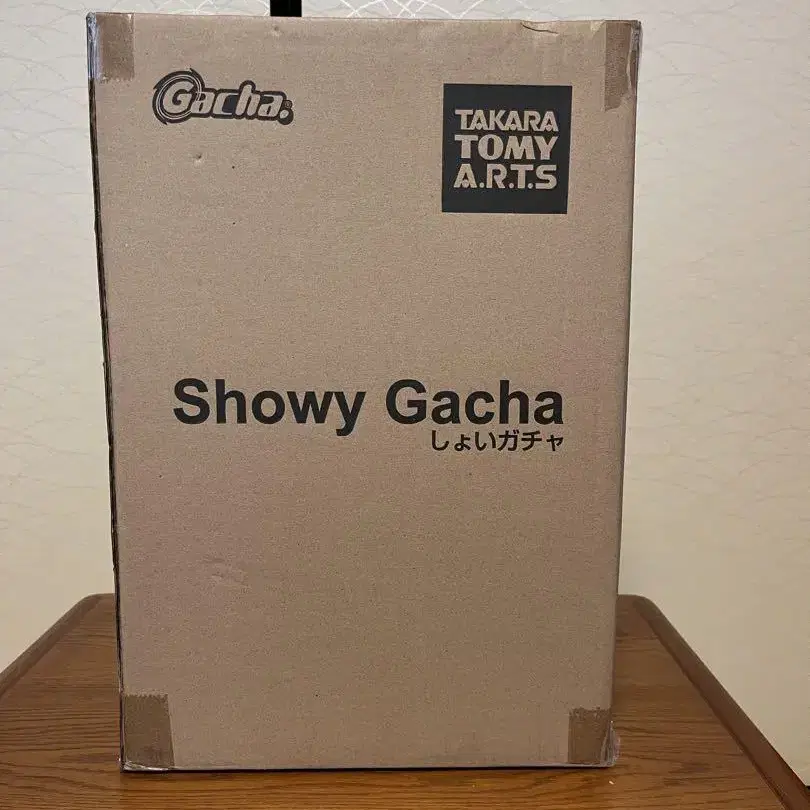 Gacha.
TAKARA
TOMY
A.R.T.S
Showy Gacha
しょいガチャ